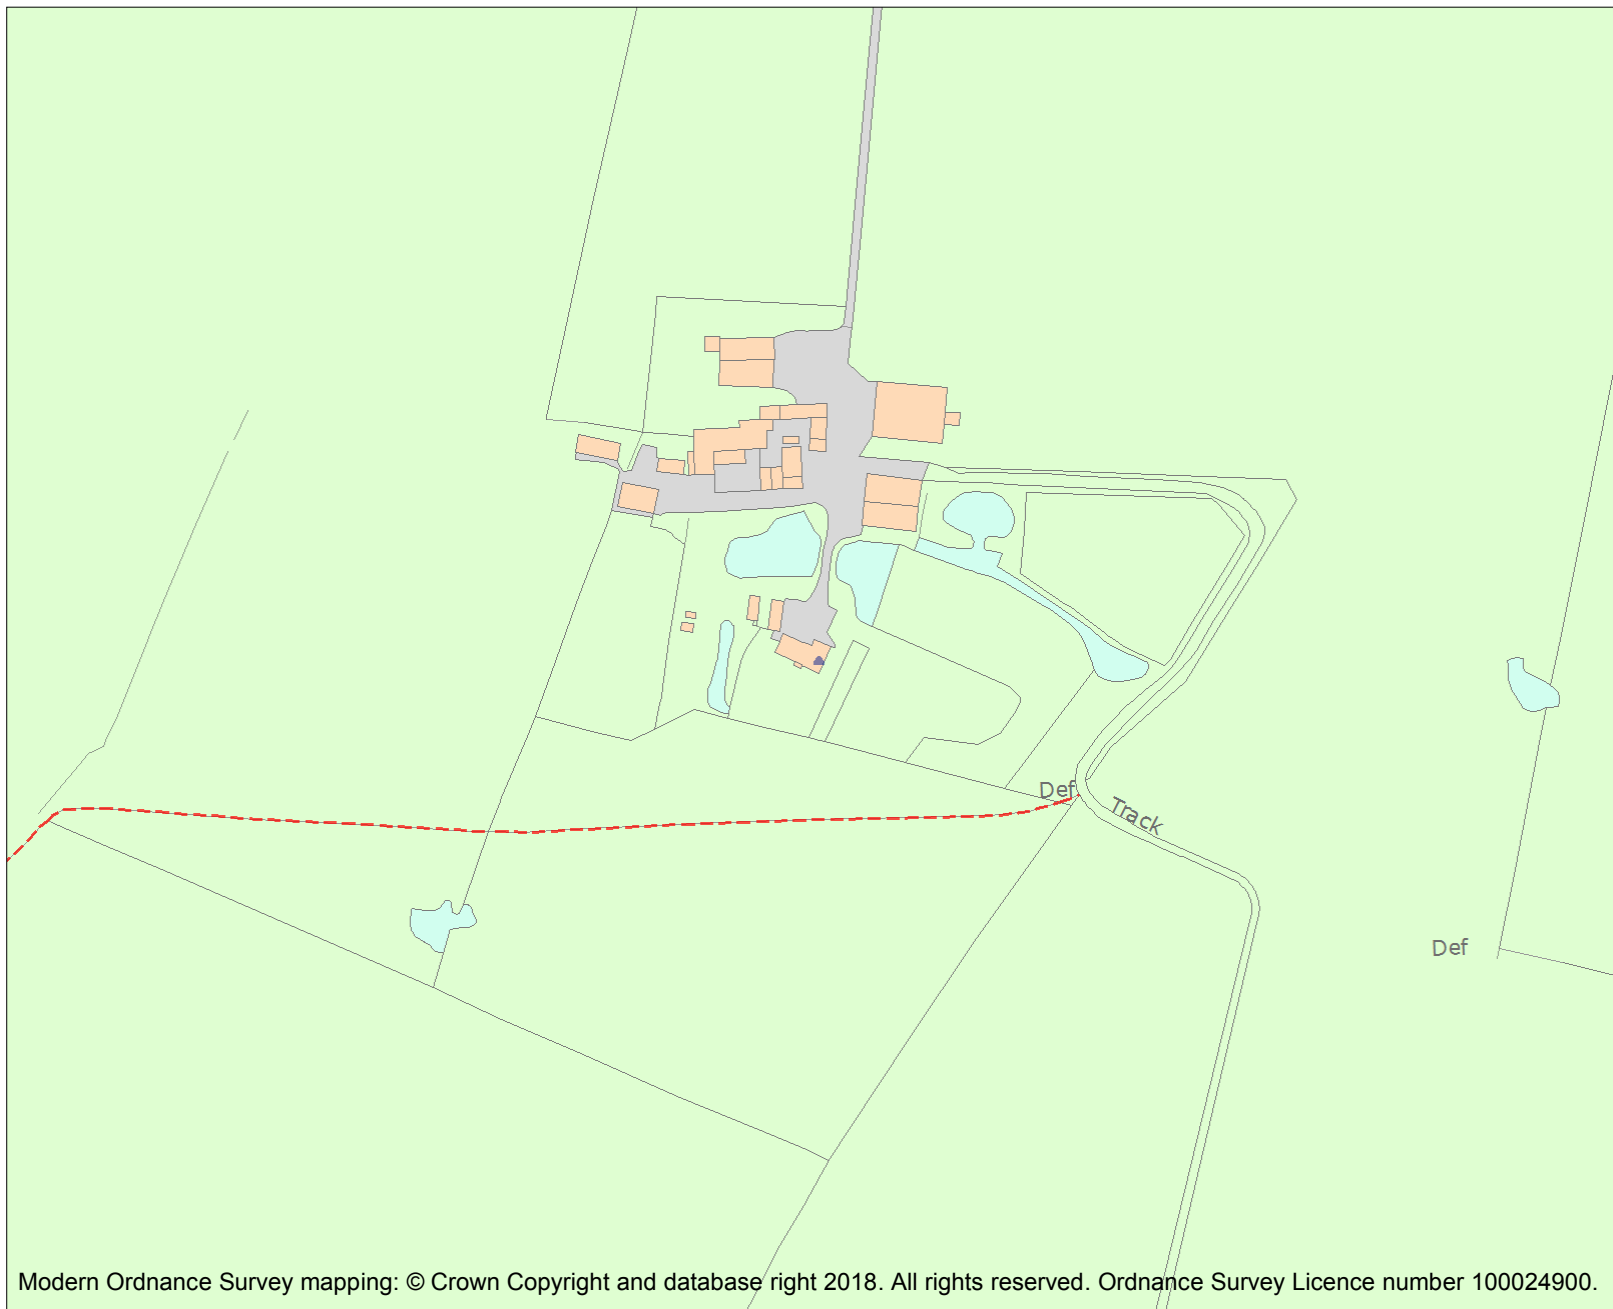 Def
Track
Def
Modern Ordnance Survey mapping: © Crown Copyright and database right 2018. All rights reserved. Ordnance Survey Licence number 100024900.